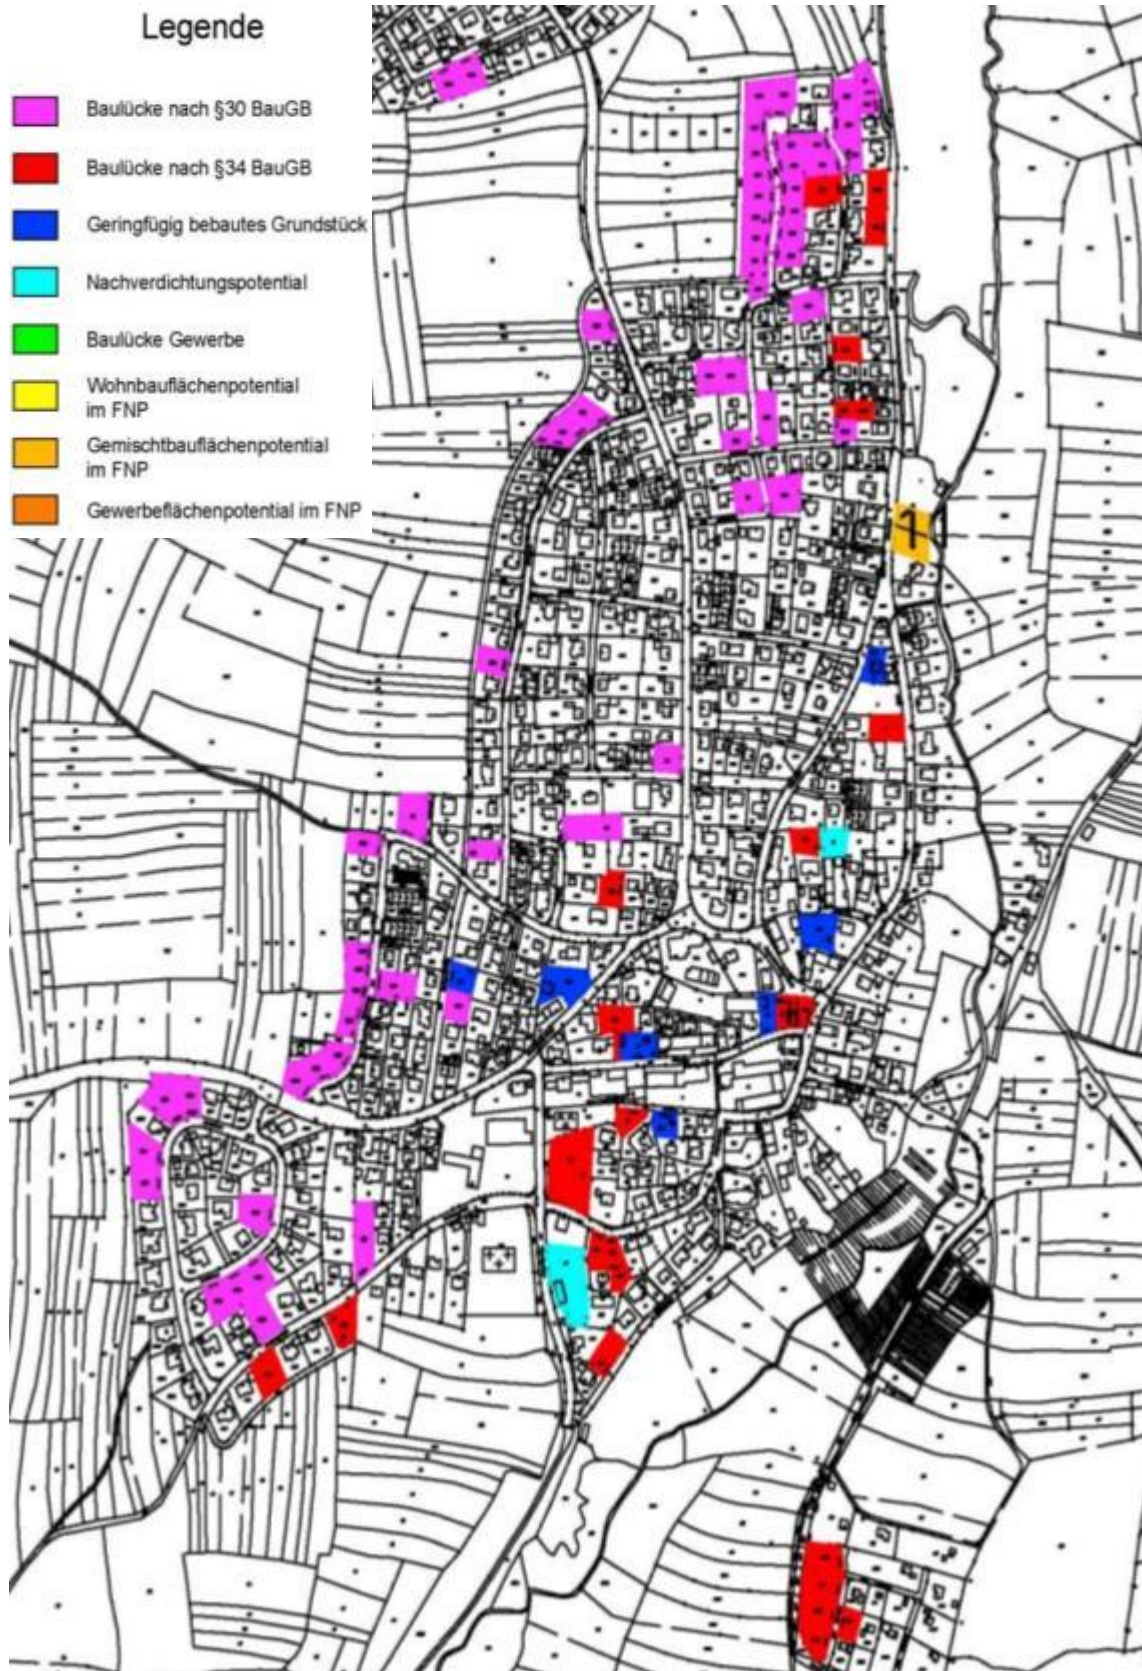 Legende
Baulücke nach §30 BauGB
Baulücke nach §34 BauGB
Geringfügig bebautes Grundstück
Nachverdichtungspotential
Baulücke Gewerbe
Wohnbauflächenpotential
im FNP
Gemischtbauflächenpotential
im FNP
Gewerbeflächenpotential im FNP